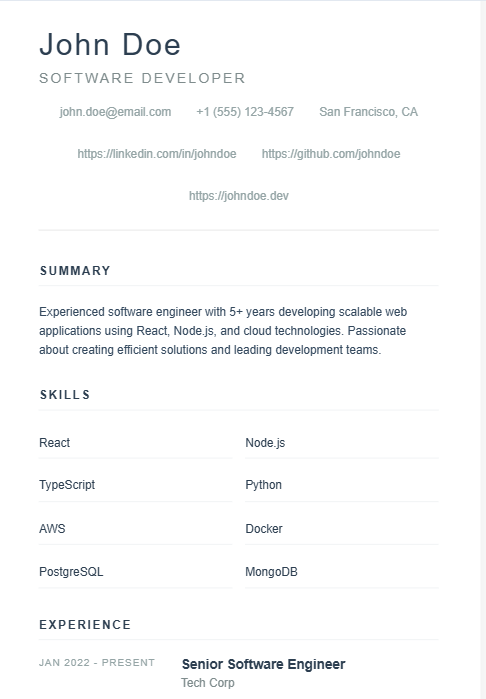 John Doe
SOFTWARE DEVELOPER
john.doe@email.com +1 (555) 123-4567 San Francisco, CA
https://linkedin.com/in/johndoe https://github.com/johndoe
https://johndoe.dev
SUMMARY
Experienced software engineer with 5+ years developing scalable web
applications using React, Node.js, and cloud technologies. Passionate
about creating efficient solutions and leading development teams.
SKILLS
React Node.js
TypeScript Python
AWS Docker
PostgreSQL MongoDB
EXPERIENCE
JAN 2022 - PRESENT Senior Software Engineer
Tech Corp